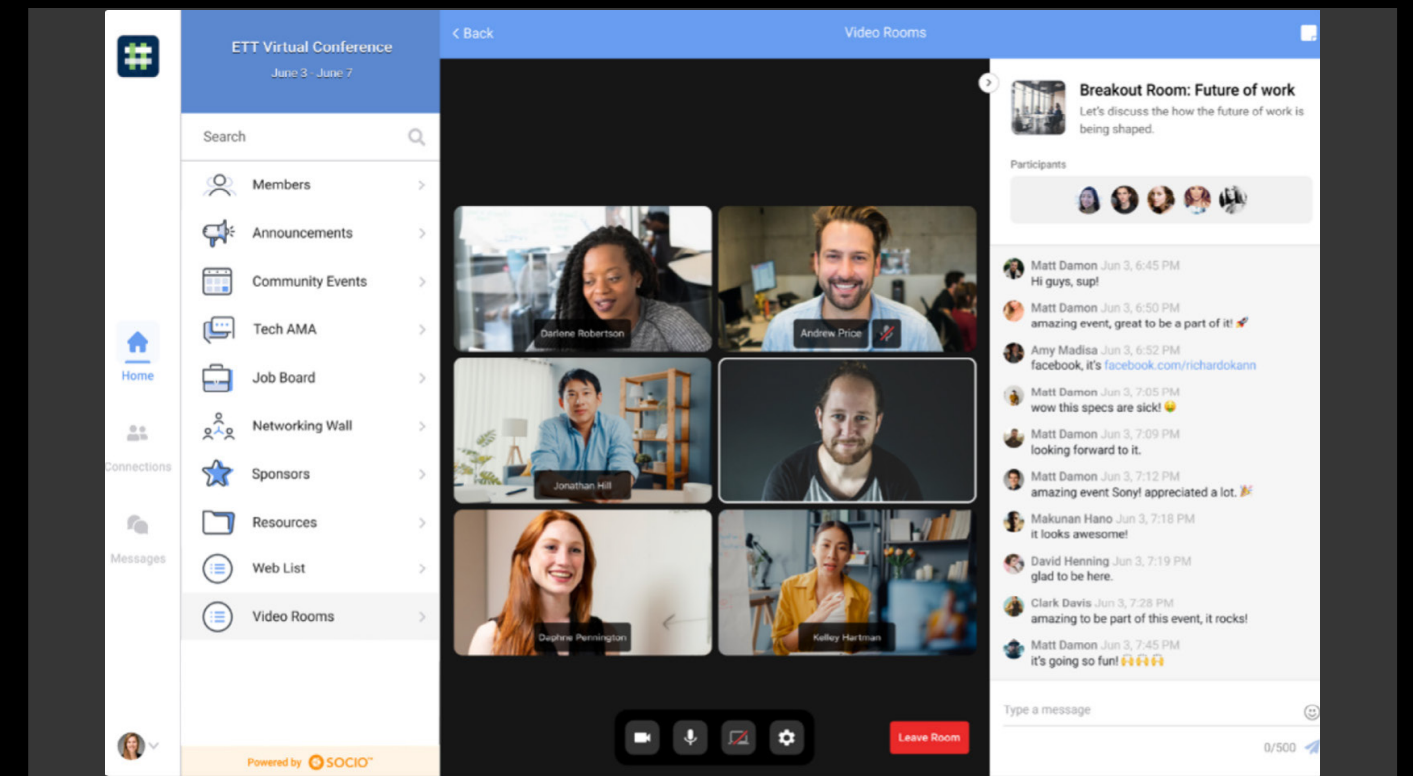 ETT Virtual Conference
June 3 - June 7
Search
Members
Announcements
Community Events
Tech AMA
Job Board
Networking Wall
Sponsors
Resources
Web List
Video Rooms
Powered by SOCIO™
Home
Connections
Messages
< Back
Video Rooms
Darlene Robertson
Andrew Price
Jonathan Hill
Daphne Pennington
Kelley Hartman
Leave Room
Breakout Room: Future of work
Let's discuss the how the future of work is
being shaped.
Participants
Matt Damon Jun 3, 6:45 PM
Hi guys, sup!
Matt Damon Jun 3, 6:50 PM
amazing event, great to be a part of it! 🚀
Amy Madisa Jun 3, 6:52 PM
facebook, it's facebook.com/richardokann
Matt Damon Jun 3, 7:05 PM
wow this specs are sick! 🤑
Matt Damon Jun 3, 7:09 PM
looking forward to it.
Matt Damon Jun 3, 7:12 PM
amazing event Sony! appreciated a lot. 🎉
Makunan Hano Jun 3, 7:18 PM
it looks awesome!
David Henning Jun 3, 7:19 PM
glad to be here.
Clark Davis Jun 3, 7:28 PM
amazing to be part of this event, it rocks!
Matt Damon Jun 3, 7:45 PM
it's going so fun! 🙌🙌🙌
Type a message
0/500